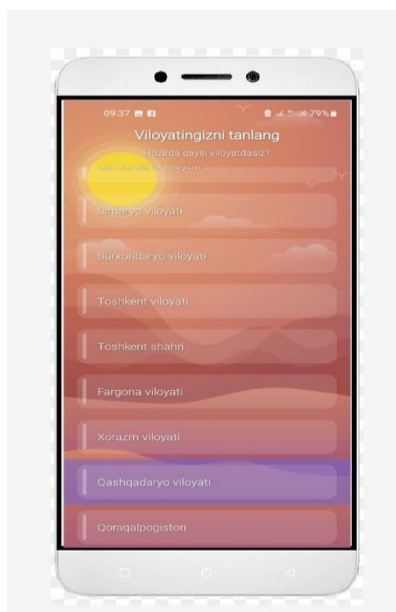 09:37
79%
Viloyatingizni tanlang
Hozirda qaysi viloyatdasiz?
Sirdaryo viloyati
Surxondaryo viloyati
Toshkent viloyati
Toshkent shahri
Fargona viloyati
Xorazm viloyati
Qashqadaryo viloyati
Qoraqalpogiston